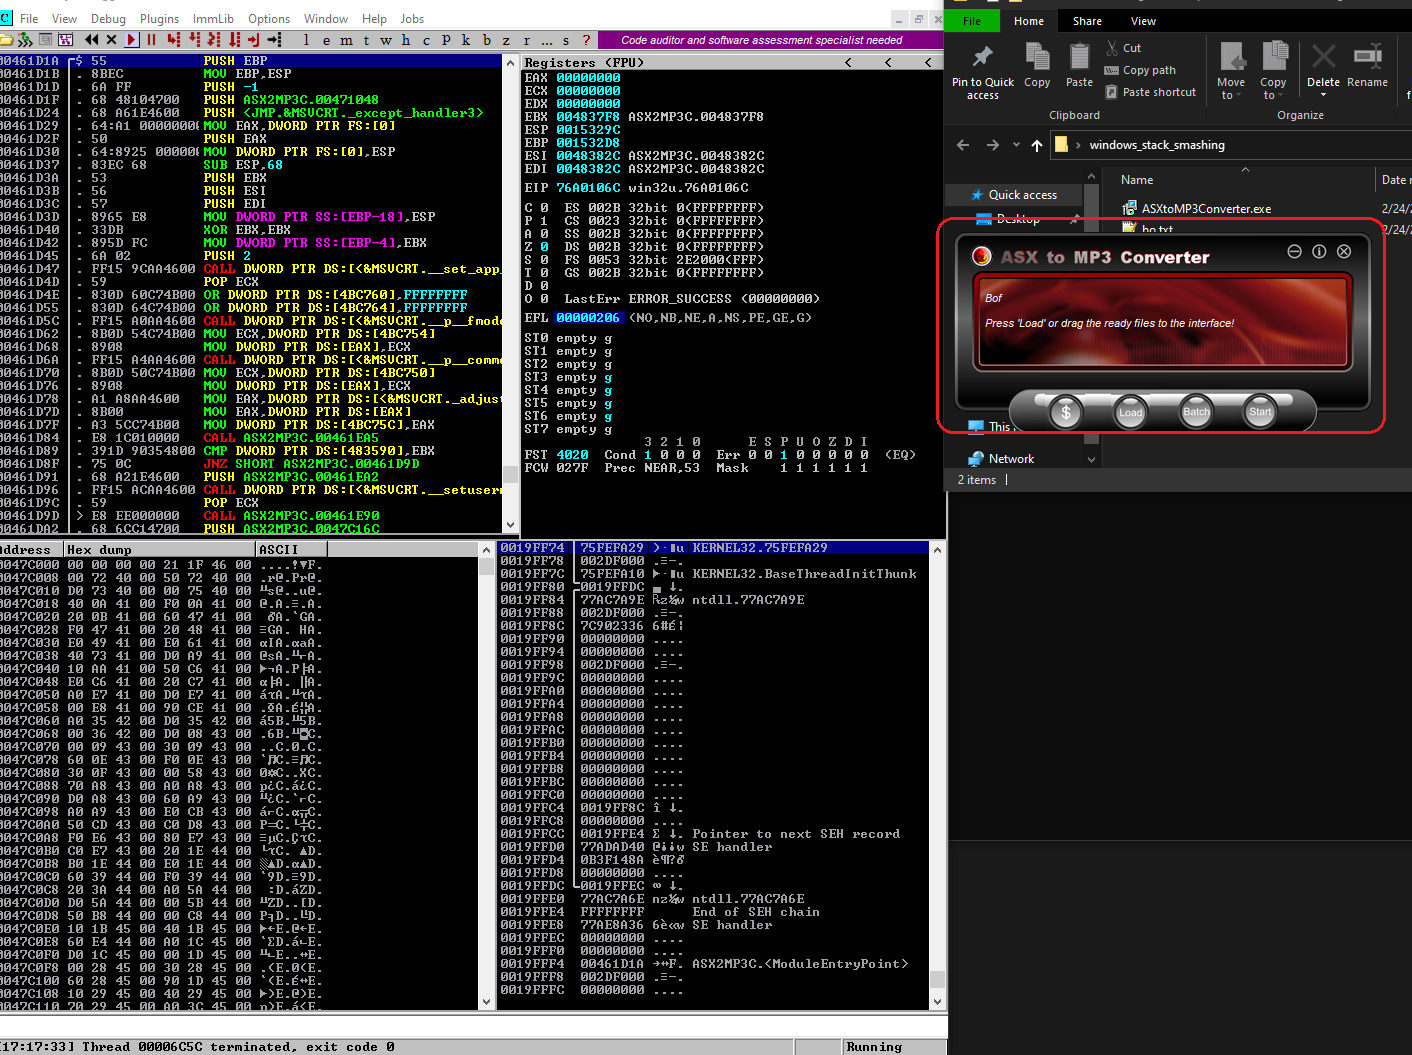 C File View Debug Plugins ImmLib Options Window Help Jobs
l e m t w h c P k b z r ... s ? Code auditor and software assessment specialist needed
00461D1A $ 55 PUSH EBP
00461D1B . 8BEC MOV EBP,ESP
00461D1D . 6A FF PUSH -1
00461D1F . 68 48104700 PUSH ASX2MP3C.00471048
00461D24 . 68 A61E4600 PUSH <JMP.&MSVCRT._except_handler3>
00461D29 . 64:A1 00000000 MOV EAX,DWORD PTR FS:[0]
00461D2F . 50 PUSH EAX
00461D30 . 64:8925 00000 MOV DWORD PTR FS:[0],ESP
00461D37 . 83EC 68 SUB ESP,68
00461D3A . 53 PUSH EBX
00461D3B . 56 PUSH ESI
00461D3C . 57 PUSH EDI
00461D3D . 8965 E8 MOV DWORD PTR SS:[EBP-18],ESP
00461D40 . 33DB XOR EBX,EBX
00461D42 . 895D FC MOV DWORD PTR SS:[EBP-4],EBX
00461D45 . 6A 02 PUSH 2
00461D47 . FF15 9CAA4600 CALL DWORD PTR DS:[<&MSVCRT.__set_app_
00461D4D . 59 POP ECX
00461D4E . 830D 60C74B00 OR DWORD PTR DS:[4BC760],FFFFFFFF
00461D55 . 830D 64C74B00 OR DWORD PTR DS:[4BC764],FFFFFFFF
00461D5C . FF15 A0AA4600 CALL DWORD PTR DS:[<&MSVCRT.__p__fmode
00461D62 . 8B0D 54C74B00 MOV ECX,DWORD PTR DS:[4BC754]
00461D68 . 8908 MOV DWORD PTR DS:[EAX],ECX
00461D6A . FF15 A4AA4600 CALL DWORD PTR DS:[<&MSVCRT.__p__commo
00461D70 . 8B0D 50C74B00 MOV ECX,DWORD PTR DS:[4BC750]
00461D76 . 8908 MOV DWORD PTR DS:[EAX],ECX
00461D78 . A1 A8AA4600 MOV EAX,DWORD PTR DS:[<&MSVCRT._adjust
00461D7D . 8B00 MOV EAX,DWORD PTR DS:[EAX]
00461D7F . A3 5CC74B00 MOV DWORD PTR DS:[4BC75C],EAX
00461D84 . E8 1C010000 CALL ASX2MP3C.00461EA5
00461D89 . 391D 90354800 CMP DWORD PTR DS:[483590],EBX
00461D8F . 75 0C JNZ SHORT ASX2MP3C.00461D9D
00461D91 . 68 A21E4600 PUSH ASX2MP3C.00461EA2
00461D96 . FF15 ACAA4600 CALL DWORD PTR DS:[<&MSVCRT.__setuserm
00461D9C . 59 POP ECX
00461D9D > E8 EE000000 CALL ASX2MP3C.00461E90
00461DA2 . 68 6CC14700 PUSH ASX2MP3C.0047C16C
Registers (FPU) < < <
EAX 00000000
ECX 00000000
EDX 00000000
EBX 004837F8 ASX2MP3C.004837F8
ESP 0015329C
EBP 001532D8
ESI 0048382C ASX2MP3C.0048382C
EDI 0048382C ASX2MP3C.0048382C
EIP 76A0106C win32u.76A0106C
C 0 ES 002B 32bit 0(FFFFFFFF)
P 1 CS 0023 32bit 0(FFFFFFFF)
A 0 SS 002B 32bit 0(FFFFFFFF)
Z 0 DS 002B 32bit 0(FFFFFFFF)
S 0 FS 0053 32bit 2E2000(FFFF)
T 0 GS 002B 32bit 0(FFFFFFFF)
D 0
O 0 LastErr ERROR_SUCCESS (00000000)
EFL 00000206 (NO,NB,NE,A,NS,PE,GE,G)
ST0 empty g
ST1 empty g
ST2 empty g
ST3 empty g
ST4 empty g
ST5 empty g
ST6 empty g
ST7 empty g
3 2 1 0 E S P U O Z D I
FST 4020 Cond 1 0 0 0 Err 0 0 1 0 0 0 0 0 (EQ)
FCW 027F Prec NEAR,53 Mask 1 1 1 1 1 1
File Home Share View
Pin to Quick access
Copy
Paste
Cut
Copy path
Paste shortcut
Move to
Copy to
Delete
Rename
Clipboard
Organize
windows_stack_smashing
Quick access
Desktop
Network
Name
Date
ASXtoMP3Converter.exe 2/24/
bo.txt 2/24/
ASX to MP3 Converter
Bof
Press 'Load' or drag the ready files to the interface!
$ Load Batch Start
2 items
Address Hex dump ASCII
0047C000 00 00 00 00 21 1F 46 00
0047C008 00 72 40 00 50 72 40 00
0047C010 D0 73 40 00 00 75 40 00
0047C018 40 0A 41 00 F0 0A 41 00
0047C020 20 0B 41 00 60 47 41 00
0047C028 F0 47 41 00 20 48 41 00
0047C030 E0 49 41 00 E0 61 41 00
0047C038 40 73 41 00 D0 A9 41 00
0047C040 10 AA 41 00 50 C6 41 00
0047C048 E0 C6 41 00 20 C7 41 00
0047C050 A0 E7 41 00 D0 E7 41 00
0047C058 00 E8 41 00 90 CE 41 00
0047C060 A0 35 42 00 D0 35 42 00
0047C068 00 36 42 00 D0 08 43 00
0047C070 00 09 43 00 30 09 43 00
0047C078 60 0E 43 00 F0 0E 43 00
0047C080 30 0F 43 00 00 58 43 00
0047C088 70 A8 43 00 A0 A8 43 00
0047C090 D0 A8 43 00 60 A9 43 00
0047C098 A0 A9 43 00 E0 CB 43 00
0047C0A0 50 CD 43 00 C0 D8 43 00
0047C0A8 F0 E6 43 00 80 E7 43 00
0047C0B0 C0 E7 43 00 20 1E 44 00
0047C0B8 B0 1E 44 00 E0 1E 44 00
0047C0C0 60 39 44 00 F0 39 44 00
0047C0C8 20 3A 44 00 A0 5A 44 00
0047C0D0 D0 5A 44 00 00 5B 44 00
0047C0D8 50 B8 44 00 00 C8 44 00
0047C0E0 10 1B 45 00 40 1B 45 00
0047C0E8 60 E4 44 00 A0 1C 45 00
0047C0F0 D0 1C 45 00 00 1D 45 00
0047C0F8 00 28 45 00 30 28 45 00
0047C100 60 28 45 00 90 1D 45 00
0047C108 10 29 45 00 40 29 45 00
0047C110 70 29 45 00 A0 3C 45 00
0019FF74 75FEFA29 KERNEL32.75FEFA29
0019FF78 002DF000
0019FF7C 75FEFA10 KERNEL32.BaseThreadInitThunk
0019FF80 0019FFDC
0019FF84 77AC7A9E ntdll.77AC7A9E
0019FF88 002DF000
0019FF8C 7C902336
0019FF90 00000000 ....
0019FF94 00000000 ....
0019FF98 002DF000
0019FF9C 00000000 ....
0019FFA0 00000000 ....
0019FFA4 00000000 ....
0019FFA8 00000000 ....
0019FFAC 00000000 ....
0019FFB0 00000000 ....
0019FFB4 00000000 ....
0019FFB8 00000000 ....
0019FFBC 00000000 ....
0019FFC0 00000000 ....
0019FFC4 0019FF8C
0019FFC8 00000000 ....
0019FFCC 0019FFE4 Pointer to next SEH record
0019FFD0 77ADAD40 SE handler
0019FFD4 0B3F148A
0019FFD8 00000000 ....
0019FFDC 0019FFEC
0019FFE0 77AC7A6E ntdll.77AC7A6E
0019FFE4 FFFFFFFF End of SEH chain
0019FFE8 77AE8A36 SE handler
0019FFEC 00000000 ....
0019FFF0 00000000 ....
0019FFF4 00461D1A ASX2MP3C.<ModuleEntryPoint>
0019FFF8 002DF000
0019FFFC 00000000 ....
[17:17:33] Thread 00006C5C terminated, exit code 0
Running